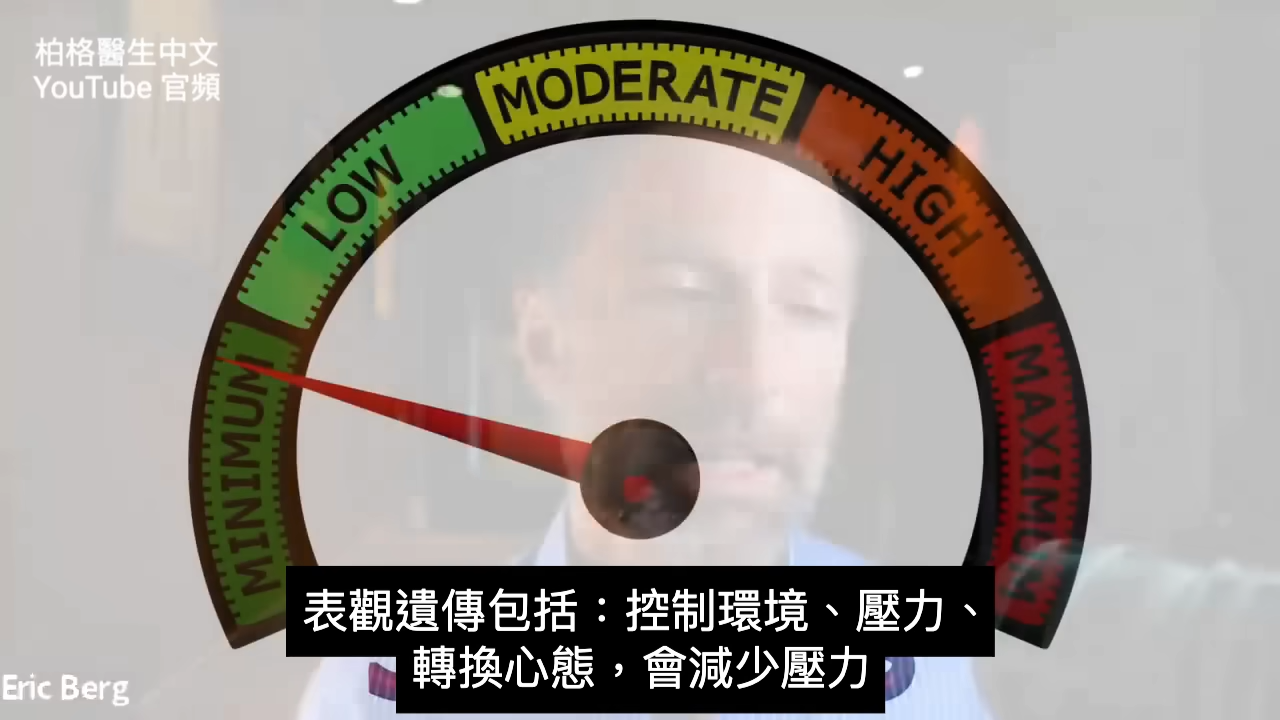 柏格醫生中文
YouTube 官頻
MODERATE
LOW
HIGH
MINIMUM
MAXIMUM
表觀遺傳包括：控制環境、壓力、
轉換心態，會減少壓力
Eric Berg